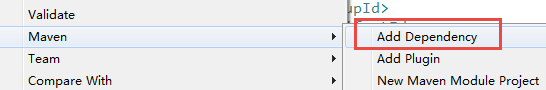 upId>
Validate
Maven
Add Dependency
Team
Add Plugin
Compare With
New Maven Module Project